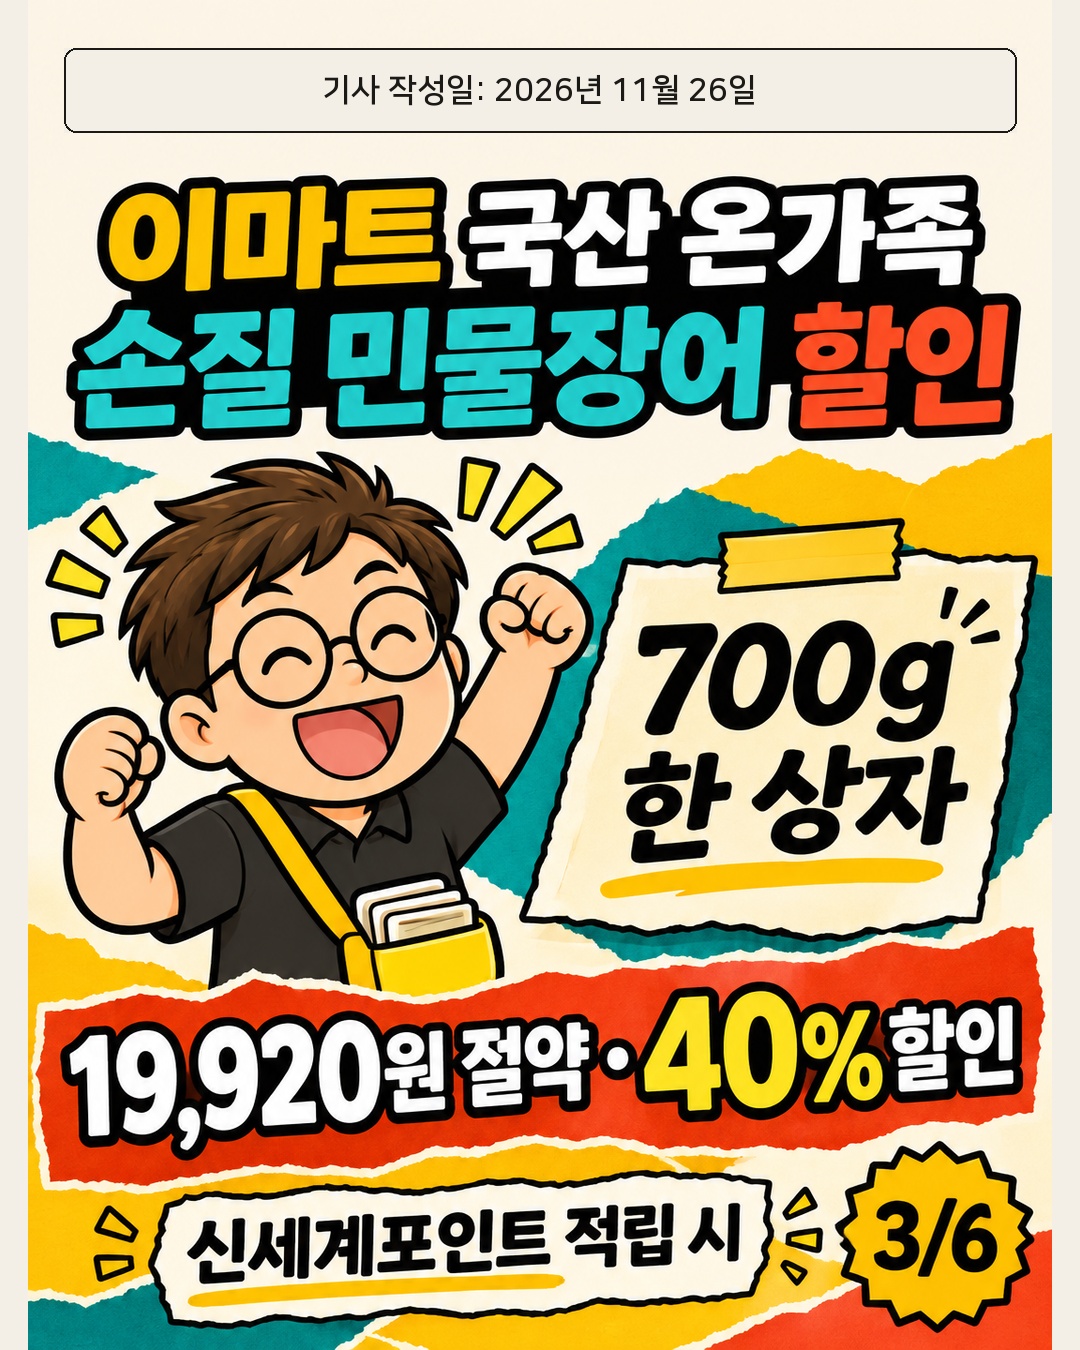 기사 작성일: 2026년 11월 26일
이마트 국산 온가족
손질 민물장어 할인
700g
한 상자
19,920원 절약·40% 할인
신세계포인트 적립 시
3/6